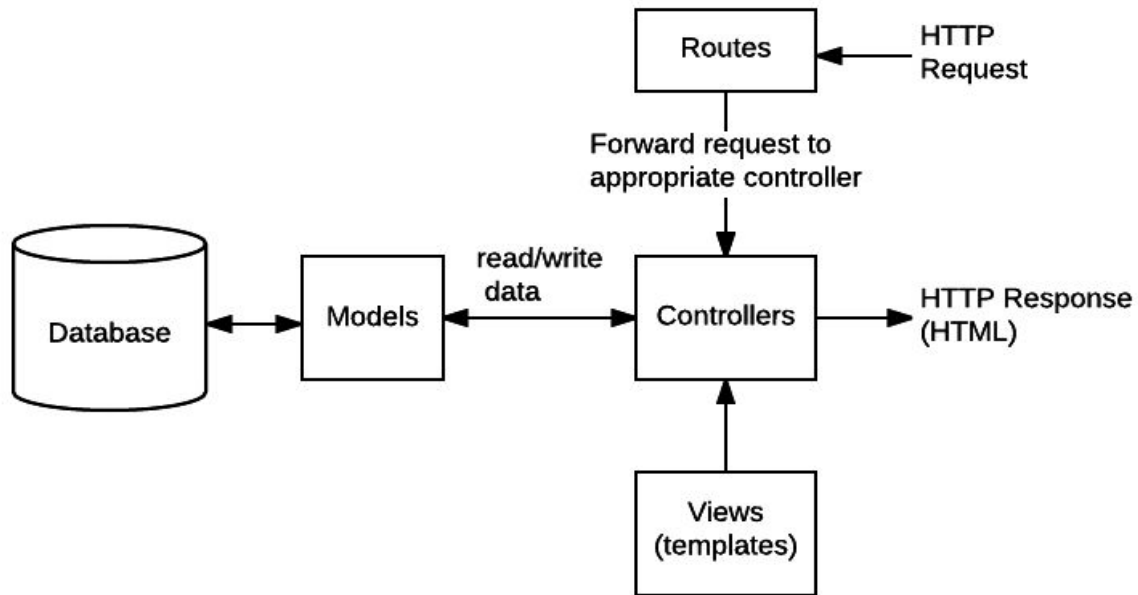 Routes
HTTP
Request
Forward request to
appropriate controller
read/write
data
Database
Models
Controllers
HTTP Response
(HTML)
Views
(templates)